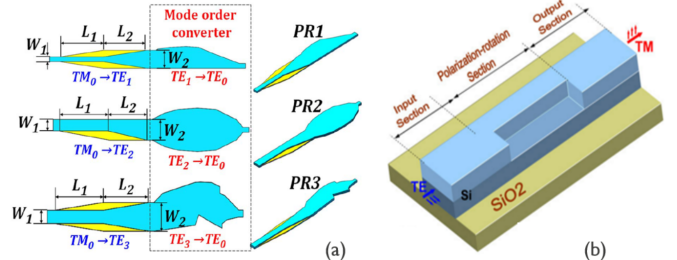 Mode order
converter
L1 L2
W1
W2
TM0→TE1
TE1→TE0
PR1
L1 L2
W1
W2
TM0→TE2
TE2→TE0
PR2
L1 L2
W1
W2
TM0→TE3
TE3→TE0
PR3
(a)
Output Section
Polarization-rotation
Section
Input
Section
TM
TE
Si
SiO2
(b)